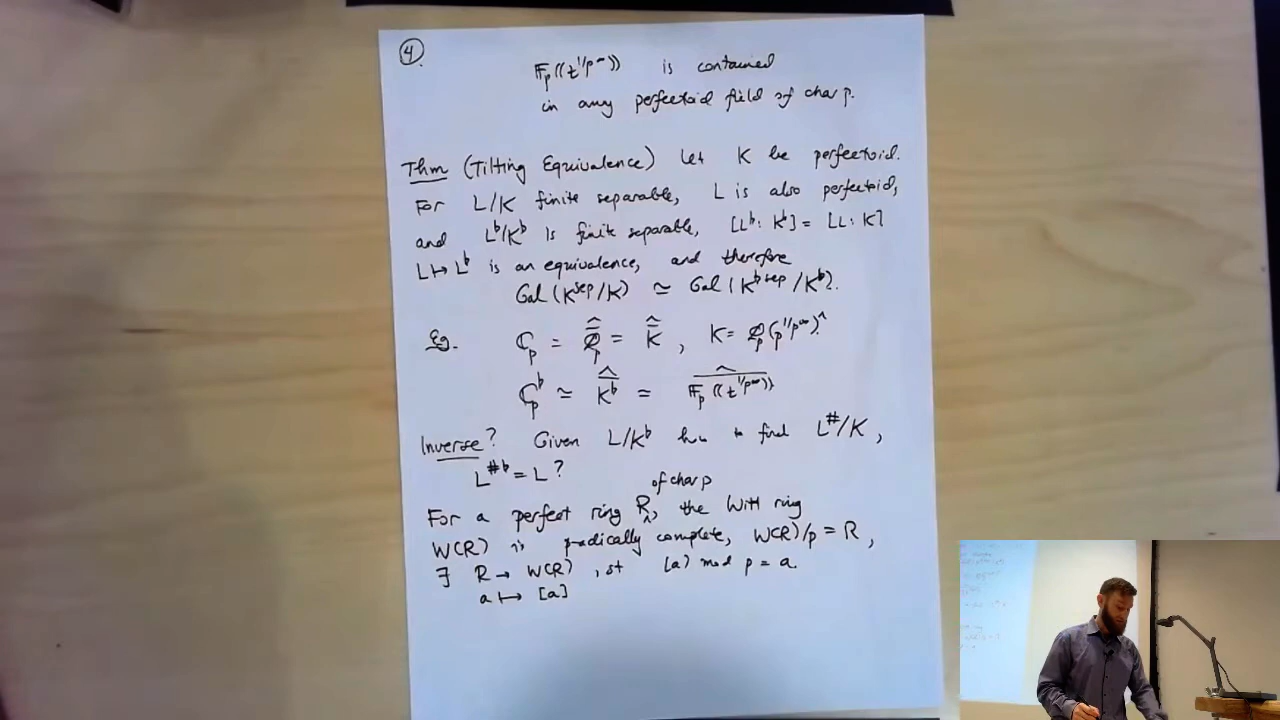 ④.
𝔽_p((t^{1/p^∞})) is contained
in any perfectoid field of char p.
Thm (Tilting Equivalence) Let K be perfectoid.
For L/K finite separable, L is also perfectoid,
and L^♭/K^♭ is finite separable, [L^♭ : K^♭] = [L : K]
L ↦ L^♭ is an equivalence, and therefore
Gal(K^{sep}/K) ≃ Gal(K^{♭ sep}/K^♭).
Eg. ℂ_p = \hat{\bar{ℚ}}_p = \hat{\bar{K}}, K = ℚ_p(p^{1/p^∞})^∧
ℂ_p^♭ ≃ \hat{\bar{K^♭}} = \hat{\overline{𝔽_p((t^{1/p^∞}))}}
Inverse? Given L/K^♭ how to find L^#/K,
L^{#♭} = L?
of char p
For a perfect ring R^, the Witt ring
W(R) is p-adically complete, W(R)/p = R,
∃ R → W(R), st [a] mod p = a.
a ↦ [a]